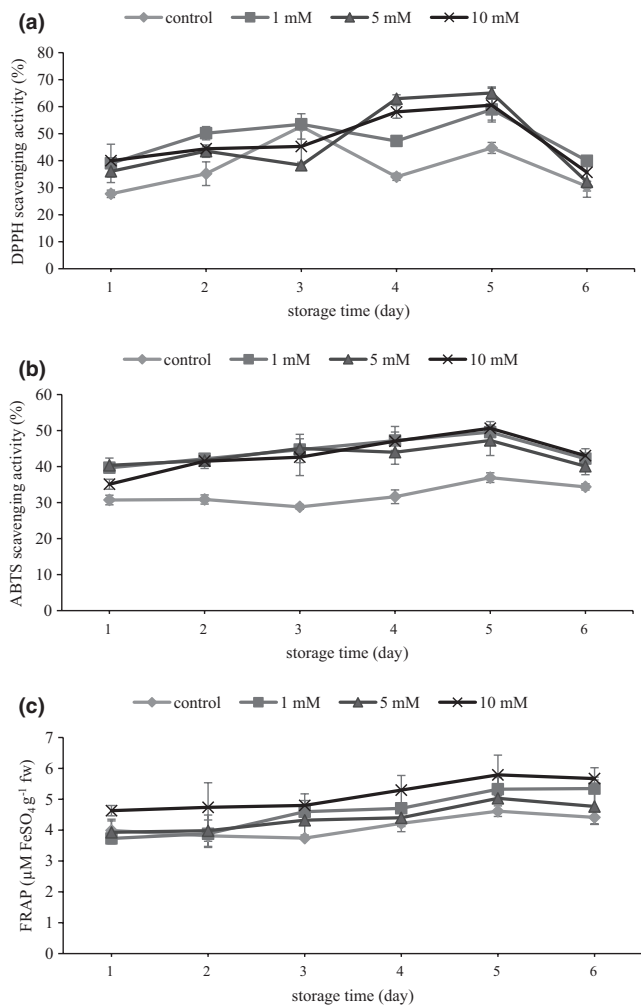 (a)
control 1 mM 5 mM 10 mM
80
70
60
50
40
30
20
10
0
DPPH scavenging activity (%)
1 2 3 4 5 6
storage time (day)
(b)
control 1 mM 5 mM 10 mM
60
50
40
30
20
10
0
ABTS scavenging activity (%)
1 2 3 4 5 6
storage time (day)
(c)
control 1 mM 5 mM 10 mM
7
6
5
4
3
2
1
0
FRAP (µM FeSO₄ g⁻¹ fw)
1 2 3 4 5 6
storage time (day)